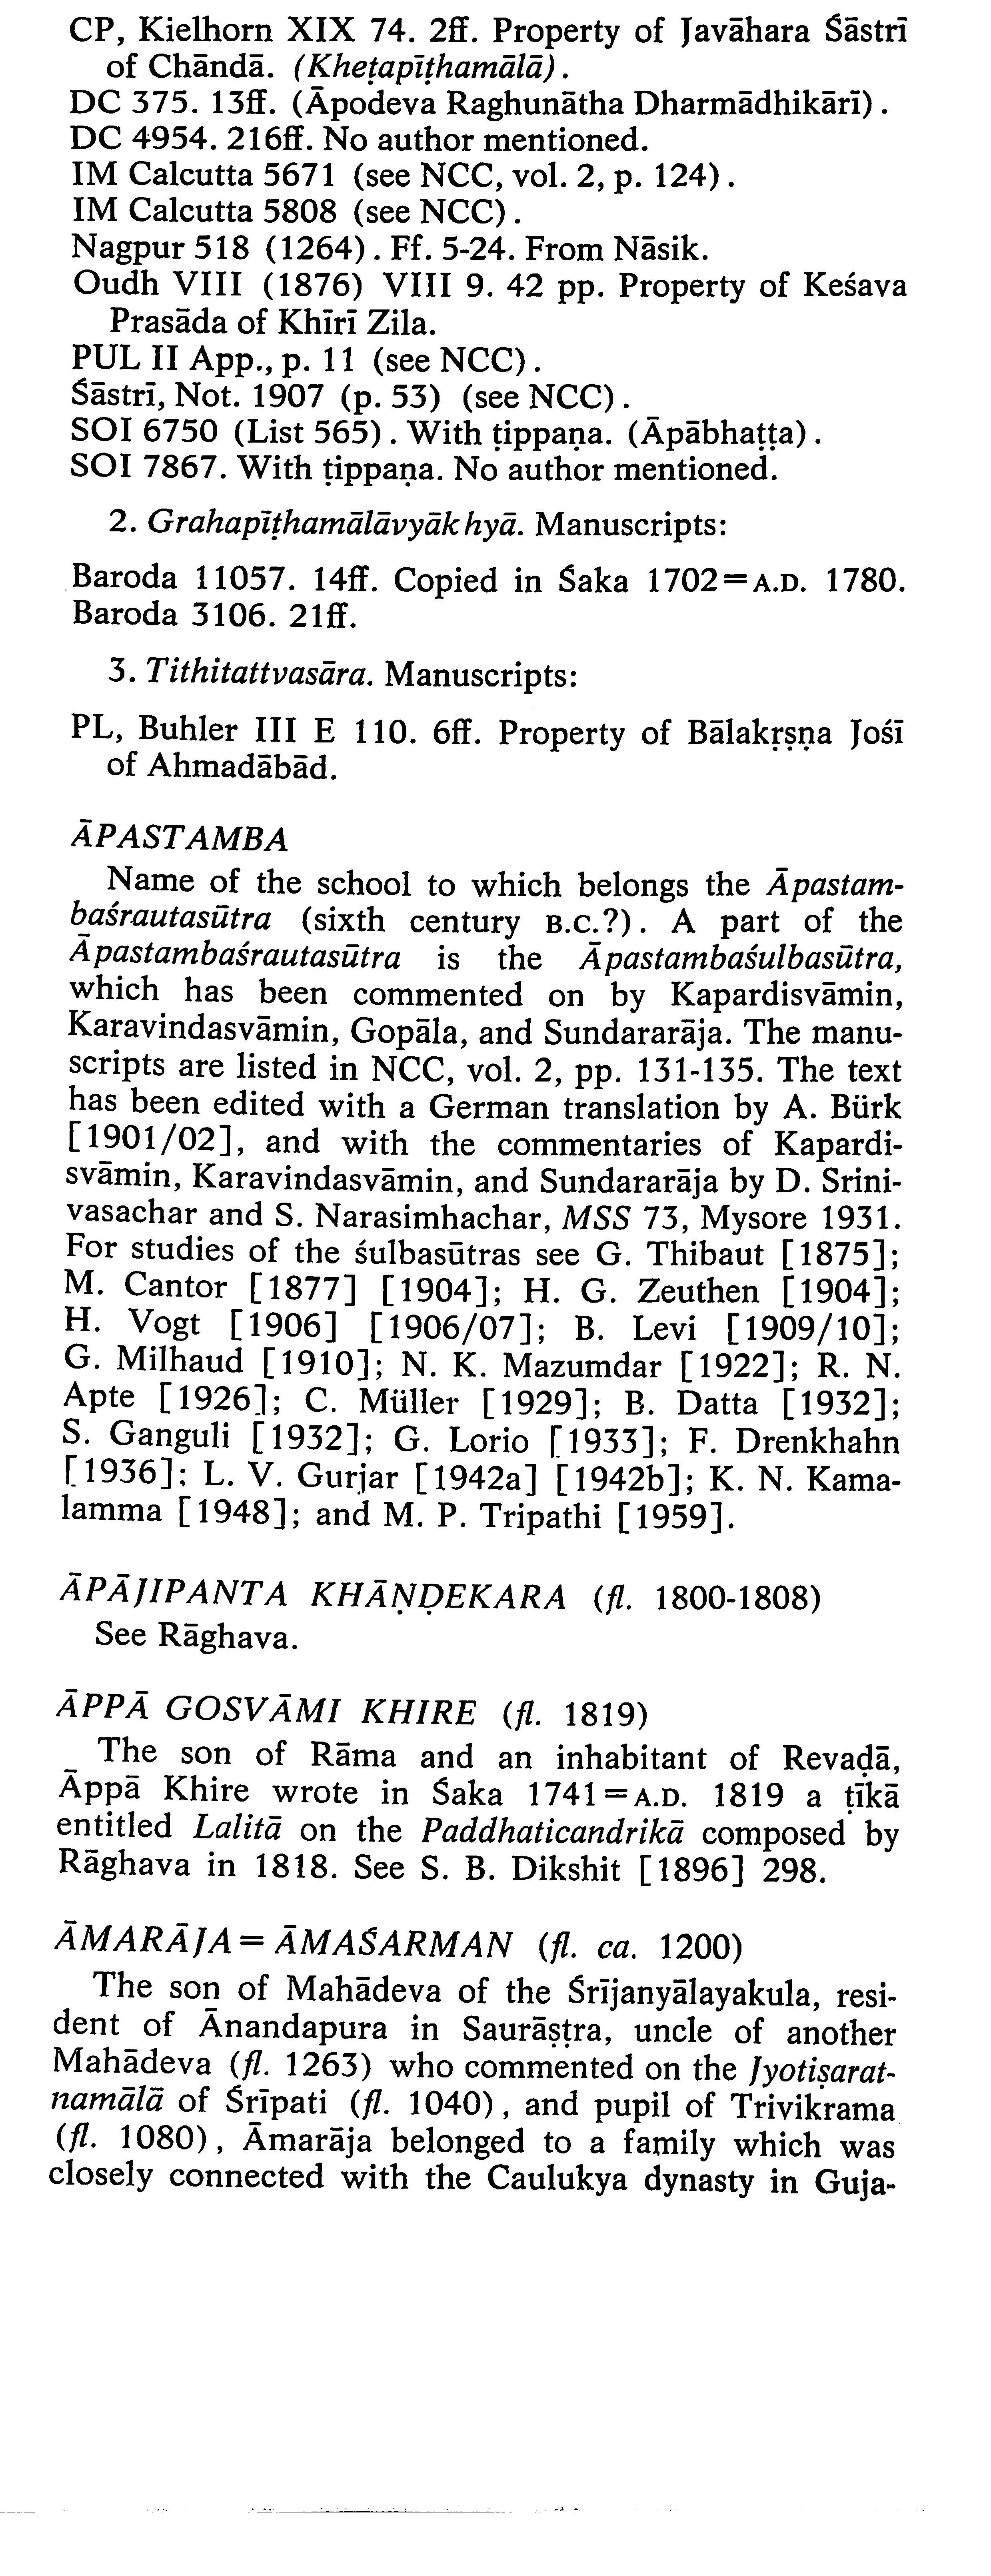 CP, Kielhorn XIX 74. 2ff. Property of Javāhara Śāstrī
of Chāndā. (Kheṭapīṭhamālā).
DC 375. 13ff. (Āpodeva Raghunātha Dharmādhikārī).
DC 4954. 216ff. No author mentioned.
IM Calcutta 5671 (see NCC, vol. 2, p. 124).
IM Calcutta 5808 (see NCC).
Nagpur 518 (1264). Ff. 5-24. From Nāsik.
Oudh VIII (1876) VIII 9. 42 pp. Property of Keśava
Prasāda of Khīrī Zila.
PUL II App., p. 11 (see NCC).
Śāstrī, Not. 1907 (p. 53) (see NCC).
SOI 6750 (List 565). With ṭippaṇa. (Āpābhaṭṭa).
SOI 7867. With ṭippaṇa. No author mentioned.
2. Grahapīṭhamālāvyākhyā. Manuscripts:
Baroda 11057. 14ff. Copied in Śaka 1702=A.D. 1780.
Baroda 3106. 21ff.
3. Tithitattvasāra. Manuscripts:
PL, Buhler III E 110. 6ff. Property of Bālakṛṣṇa Jośī
of Ahmadābād.
ĀPASTAMBA
Name of the school to which belongs the Āpastam-
baśrautasūtra (sixth century B.C.?). A part of the
Āpastambaśrautasūtra is the Āpastambaśulbasūtra,
which has been commented on by Kapardisvāmin,
Karavindasvāmin, Gopāla, and Sundararāja. The manu-
scripts are listed in NCC, vol. 2, pp. 131-135. The text
has been edited with a German translation by A. Bürk
[1901/02], and with the commentaries of Kapardi-
svāmin, Karavindasvāmin, and Sundararāja by D. Srini-
vasachar and S. Narasimhachar, MSS 73, Mysore 1931.
For studies of the śulbasūtras see G. Thibaut [1875];
M. Cantor [1877] [1904]; H. G. Zeuthen [1904];
H. Vogt [1906] [1906/07]; B. Levi [1909/10];
G. Milhaud [1910]; N. K. Mazumdar [1922]; R. N.
Apte [1926]; C. Müller [1929]; B. Datta [1932];
S. Ganguli [1932]; G. Lorio [1933]; F. Drenkhahn
[1936]; L. V. Gurjar [1942a] [1942b]; K. N. Kama-
lamma [1948]; and M. P. Tripathi [1959].
ĀPĀJIPANTA KHĀṆḌEKARA (fl. 1800-1808)
See Rāghava.
ĀPPĀ GOSVĀMI KHIRE (fl. 1819)
The son of Rāma and an inhabitant of Revaḍā,
Āppā Khire wrote in Śaka 1741=A.D. 1819 a ṭīkā
entitled Lalitā on the Paddhaticandrikā composed by
Rāghava in 1818. See S. B. Dikshit [1896] 298.
ĀMARĀJA=ĀMAŚARMAN (fl. ca. 1200)
The son of Mahādeva of the Śrījanyālayakula, resi-
dent of Ānandapura in Saurāṣṭra, uncle of another
Mahādeva (fl. 1263) who commented on the Jyotiṣarat-
namālā of Śrīpati (fl. 1040), and pupil of Trivikrama
(fl. 1080), Āmarāja belonged to a family which was
closely connected with the Caulukya dynasty in Guja-